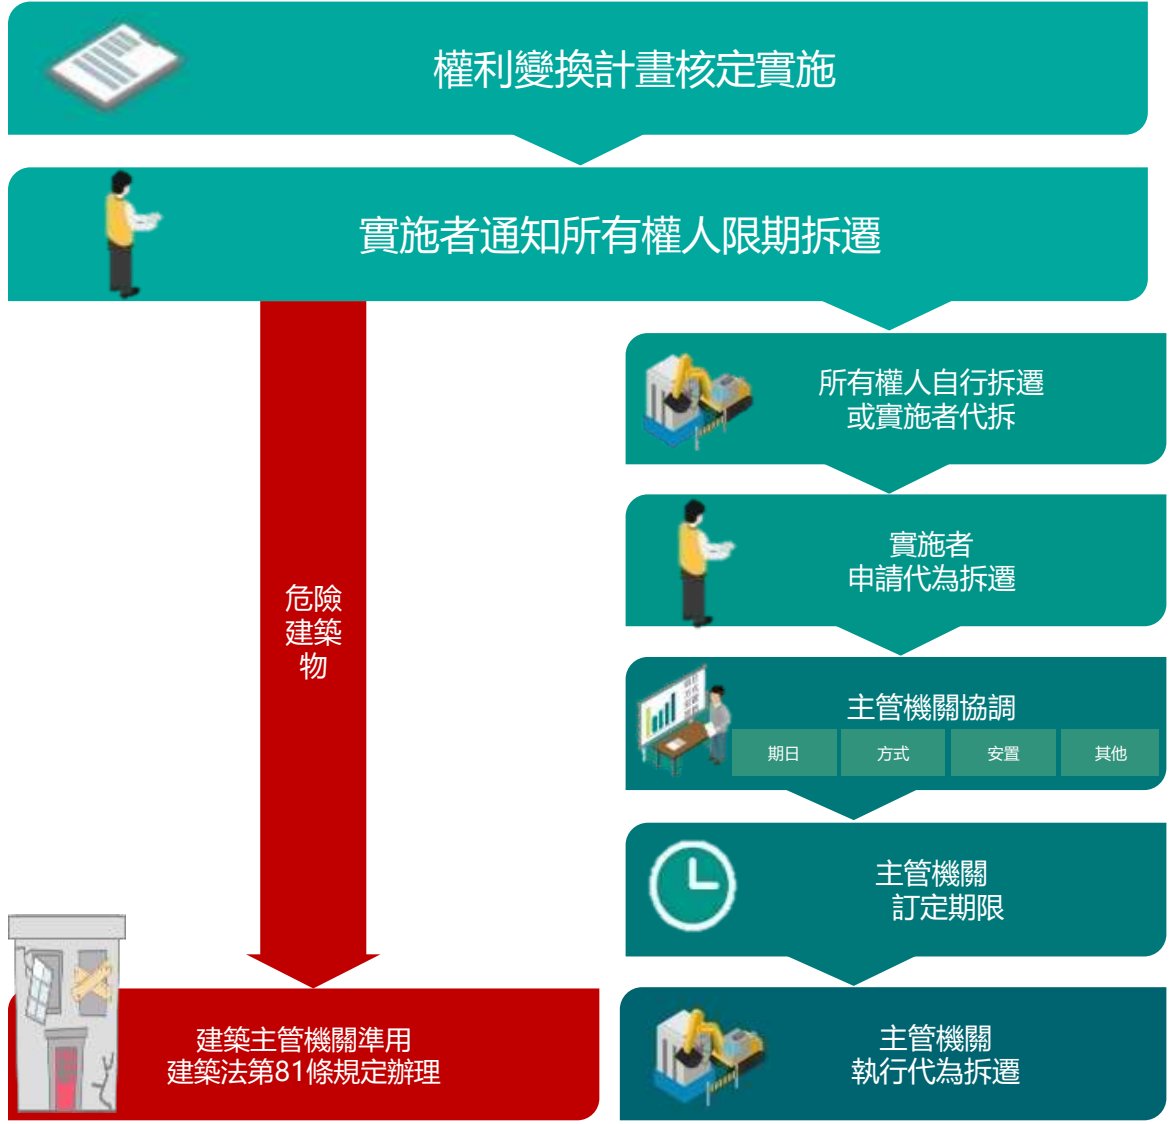 權利變換計畫核定實施
實施者通知所有權人限期拆遷
所有權人自行拆遷
或實施者代拆
實施者
申請代為拆遷
主管機關協調
期日
方式
安置
其他
主管機關
訂定期限
主管機關
執行代為拆遷
危險
建築
物
建築主管機關準用
建築法第81條規定辦理